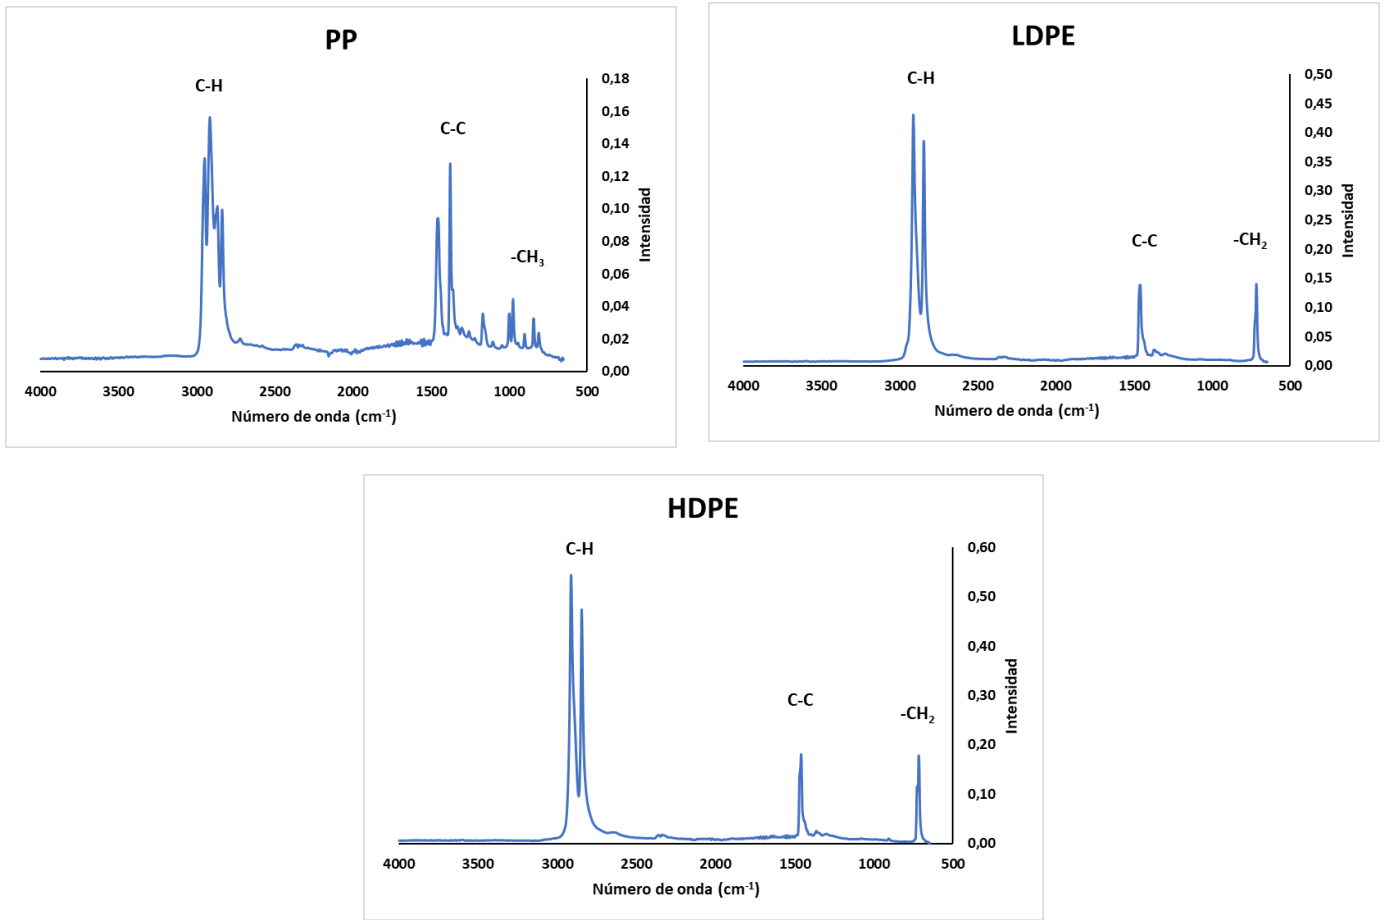 PP
C-H
C-C
-CH₃
0,18
0,16
0,14
0,12
0,10
0,08
0,06
0,04
0,02
0,00
Intensidad
4000 3500 3000 2500 2000 1500 1000 500
Número de onda (cm⁻¹)
LDPE
C-H
C-C
-CH₂
0,50
0,45
0,40
0,35
0,30
0,25
0,20
0,15
0,10
0,05
0,00
Intensidad
4000 3500 3000 2500 2000 1500 1000 500
Número de onda (cm⁻¹)
HDPE
C-H
C-C
-CH₂
0,60
0,50
0,40
0,30
0,20
0,10
0,00
Intensidad
4000 3500 3000 2500 2000 1500 1000 500
Número de onda (cm⁻¹)